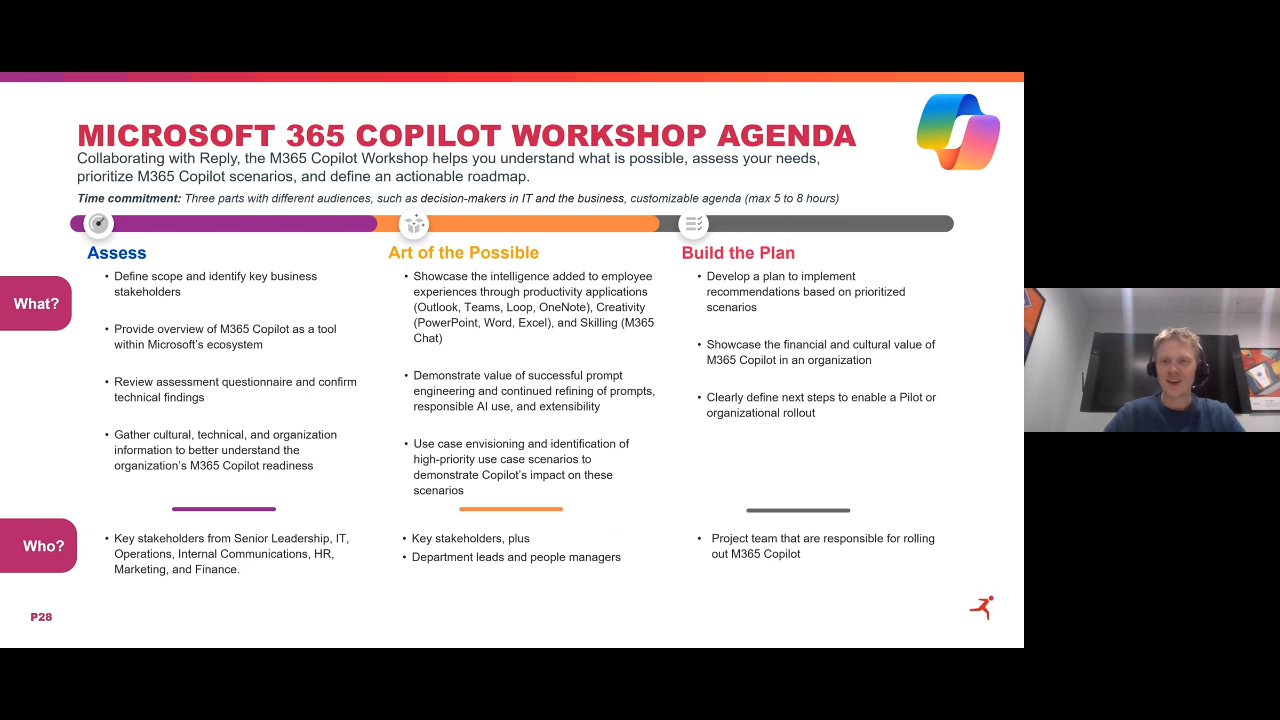 MICROSOFT 365 COPILOT WORKSHOP AGENDA
Collaborating with Reply, the M365 Copilot Workshop helps you understand what is possible, assess your needs,
prioritize M365 Copilot scenarios, and define an actionable roadmap.
Time commitment: Three parts with different audiences, such as decision-makers in IT and the business, customizable agenda (max 5 to 8 hours)
What?
Assess
• Define scope and identify key business
stakeholders
• Provide overview of M365 Copilot as a tool
within Microsoft's ecosystem
• Review assessment questionnaire and confirm
technical findings
• Gather cultural, technical, and organization
information to better understand the
organization's M365 Copilot readiness
Art of the Possible
• Showcase the intelligence added to employee
experiences through productivity applications
(Outlook, Teams, Loop, OneNote), Creativity
(PowerPoint, Word, Excel), and Skilling (M365
Chat)
• Demonstrate value of successful prompt
engineering and continued refining of prompts,
responsible AI use, and extensibility
• Use case envisioning and identification of
high-priority use case scenarios to
demonstrate Copilot's impact on these
scenarios
Build the Plan
• Develop a plan to implement
recommendations based on prioritized
scenarios
• Showcase the financial and cultural value of
M365 Copilot in an organization
• Clearly define next steps to enable a Pilot or
organizational rollout
Who?
• Key stakeholders from Senior Leadership, IT,
Operations, Internal Communications, HR,
Marketing, and Finance.
• Key stakeholders, plus
• Department leads and people managers
• Project team that are responsible for rolling
out M365 Copilot
P28